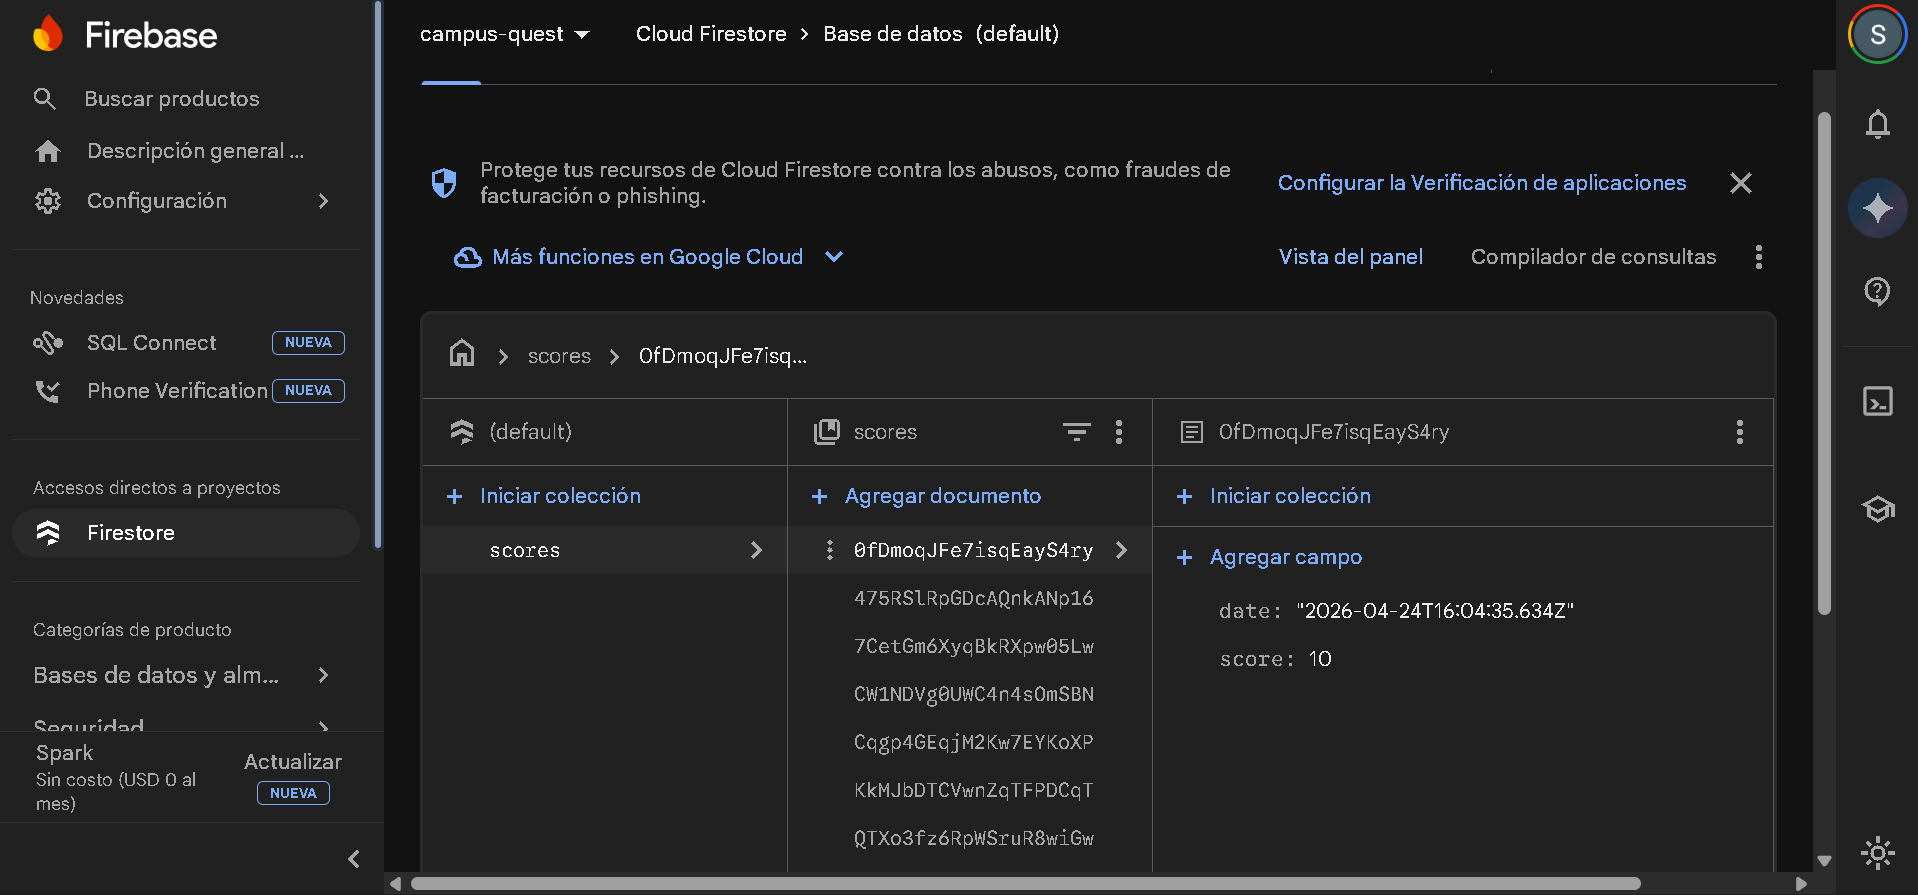 Firebase
Buscar productos
Descripción general ...
Configuración
Novedades
SQL Connect NUEVA
Phone Verification NUEVA
Accesos directos a proyectos
Firestore
Categorías de producto
Bases de datos y alm...
Seguridad
Spark
Sin costo (USD 0 al mes)
Actualizar
NUEVA
campus-quest
Cloud Firestore > Base de datos (default)
Protege tus recursos de Cloud Firestore contra los abusos, como fraudes de
facturación o phishing.
Configurar la Verificación de aplicaciones
Más funciones en Google Cloud
Vista del panel
Compilador de consultas
scores > 0fDmoqJFe7isq...
(default)
+ Iniciar colección
scores
scores
+ Agregar documento
0fDmoqJFe7isqEayS4ry
475RSlRpGDcAQnkANp16
7CetGm6XyqBkRXpw05Lw
CW1NDVg0UWC4n4sOmSBN
Cqgp4GEqjM2Kw7EYKoXP
KkMJbDTCVwnZqTFPDCqT
QTXo3fz6RpWSruR8wiGw
0fDmoqJFe7isqEayS4ry
+ Iniciar colección
+ Agregar campo
date: "2026-04-24T16:04:35.634Z"
score: 10
S